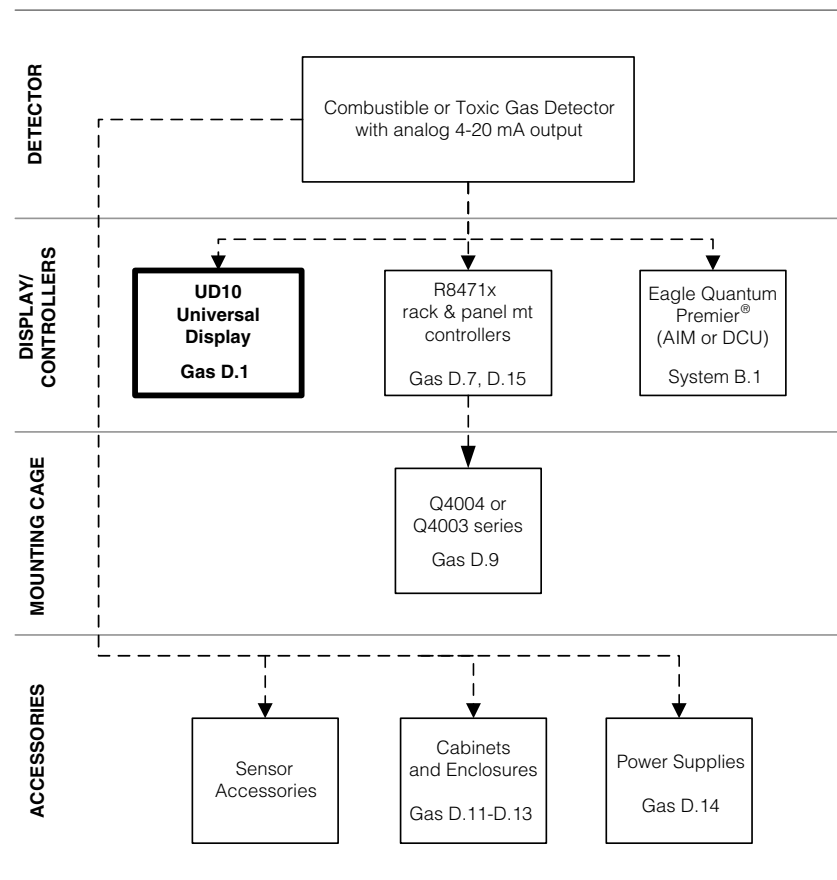 DETECTOR
Combustible or Toxic Gas Detector
with analog 4-20 mA output
DISPLAY/
CONTROLLERS
UD10
Universal
Display
Gas D.1
R8471x
rack & panel mt
controllers
Gas D.7, D.15
Eagle Quantum
Premier®
(AIM or DCU)
System B.1
MOUNTING CAGE
Q4004 or
Q4003 series
Gas D.9
ACCESSORIES
Sensor
Accessories
Cabinets
and Enclosures
Gas D.11-D.13
Power Supplies
Gas D.14